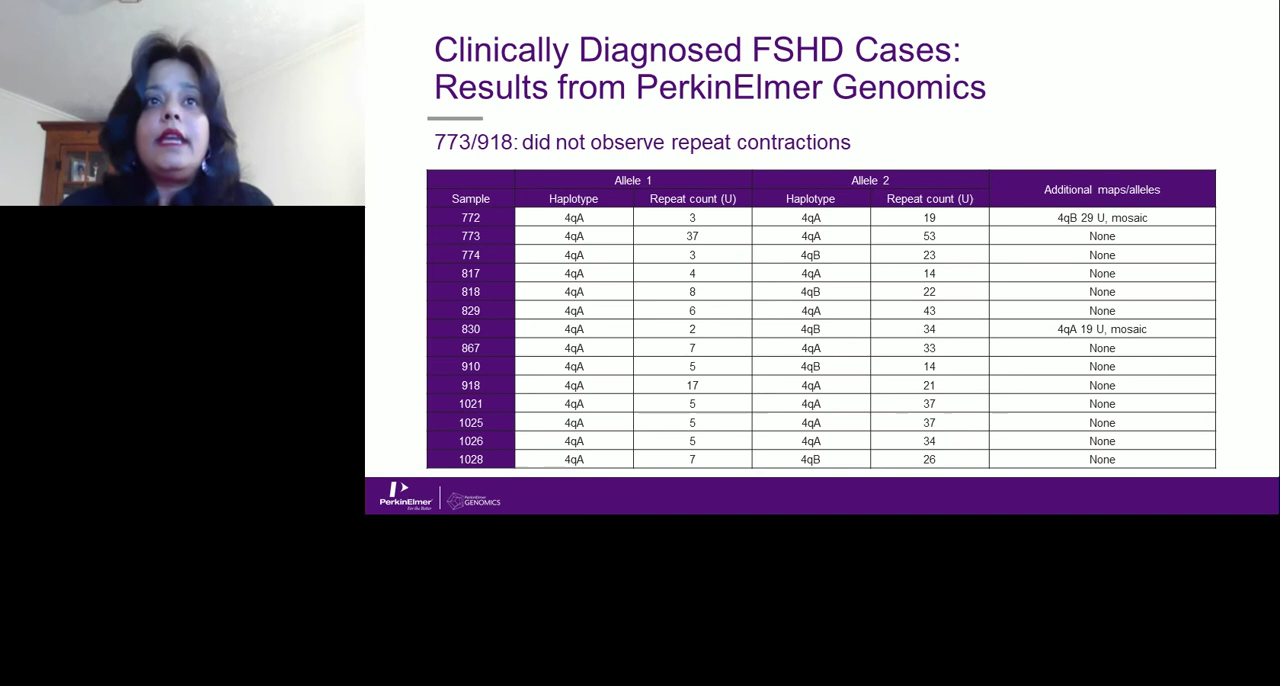 Clinically Diagnosed FSHD Cases:
Results from PerkinElmer Genomics
773/918: did not observe repeat contractions
Allele 1 Allele 2 Additional maps/alleles
Sample Haplotype Repeat count (U) Haplotype Repeat count (U)
772 4qA 3 4qA 19 4qB 29 U, mosaic
773 4qA 37 4qA 53 None
774 4qA 3 4qB 23 None
817 4qA 4 4qA 14 None
818 4qA 8 4qB 22 None
829 4qA 6 4qA 43 None
830 4qA 2 4qB 34 4qA 19 U, mosaic
867 4qA 7 4qA 33 None
910 4qA 5 4qB 14 None
918 4qA 17 4qA 21 None
1021 4qA 5 4qA 37 None
1025 4qA 5 4qA 37 None
1026 4qA 5 4qA 34 None
1028 4qA 7 4qB 26 None
PerkinElmer
For the Better
PerkinElmer
GENOMICS